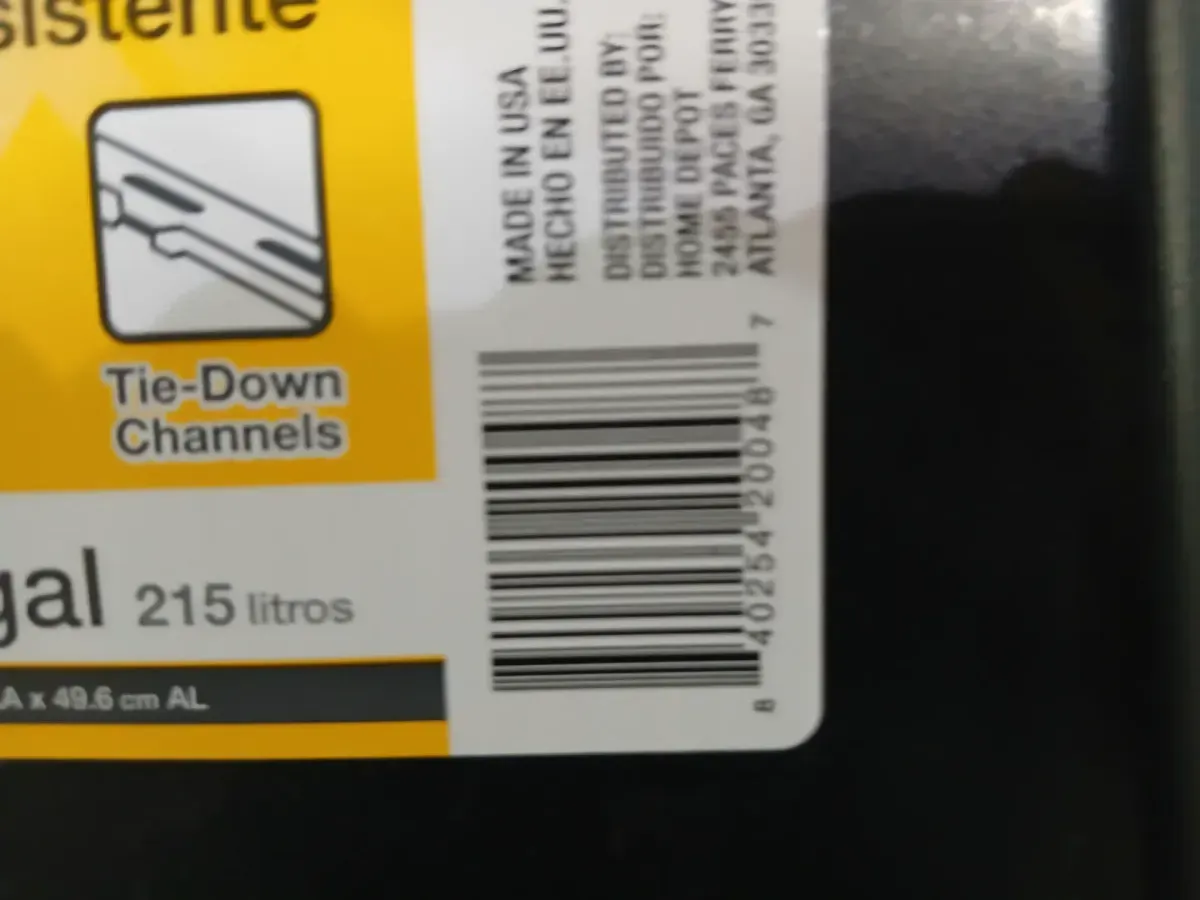 sistente
Tie-Down
Channels
gal 215 litros
A x 49.6 cm AL
MADE IN USA
HECHO EN EE.UU.
DISTRIBUTED BY:
DISTRIBUIDO POR:
HOME DEPOT
2455 PACES FERRY
ATLANTA, GA 3033
8 40254 20048 7